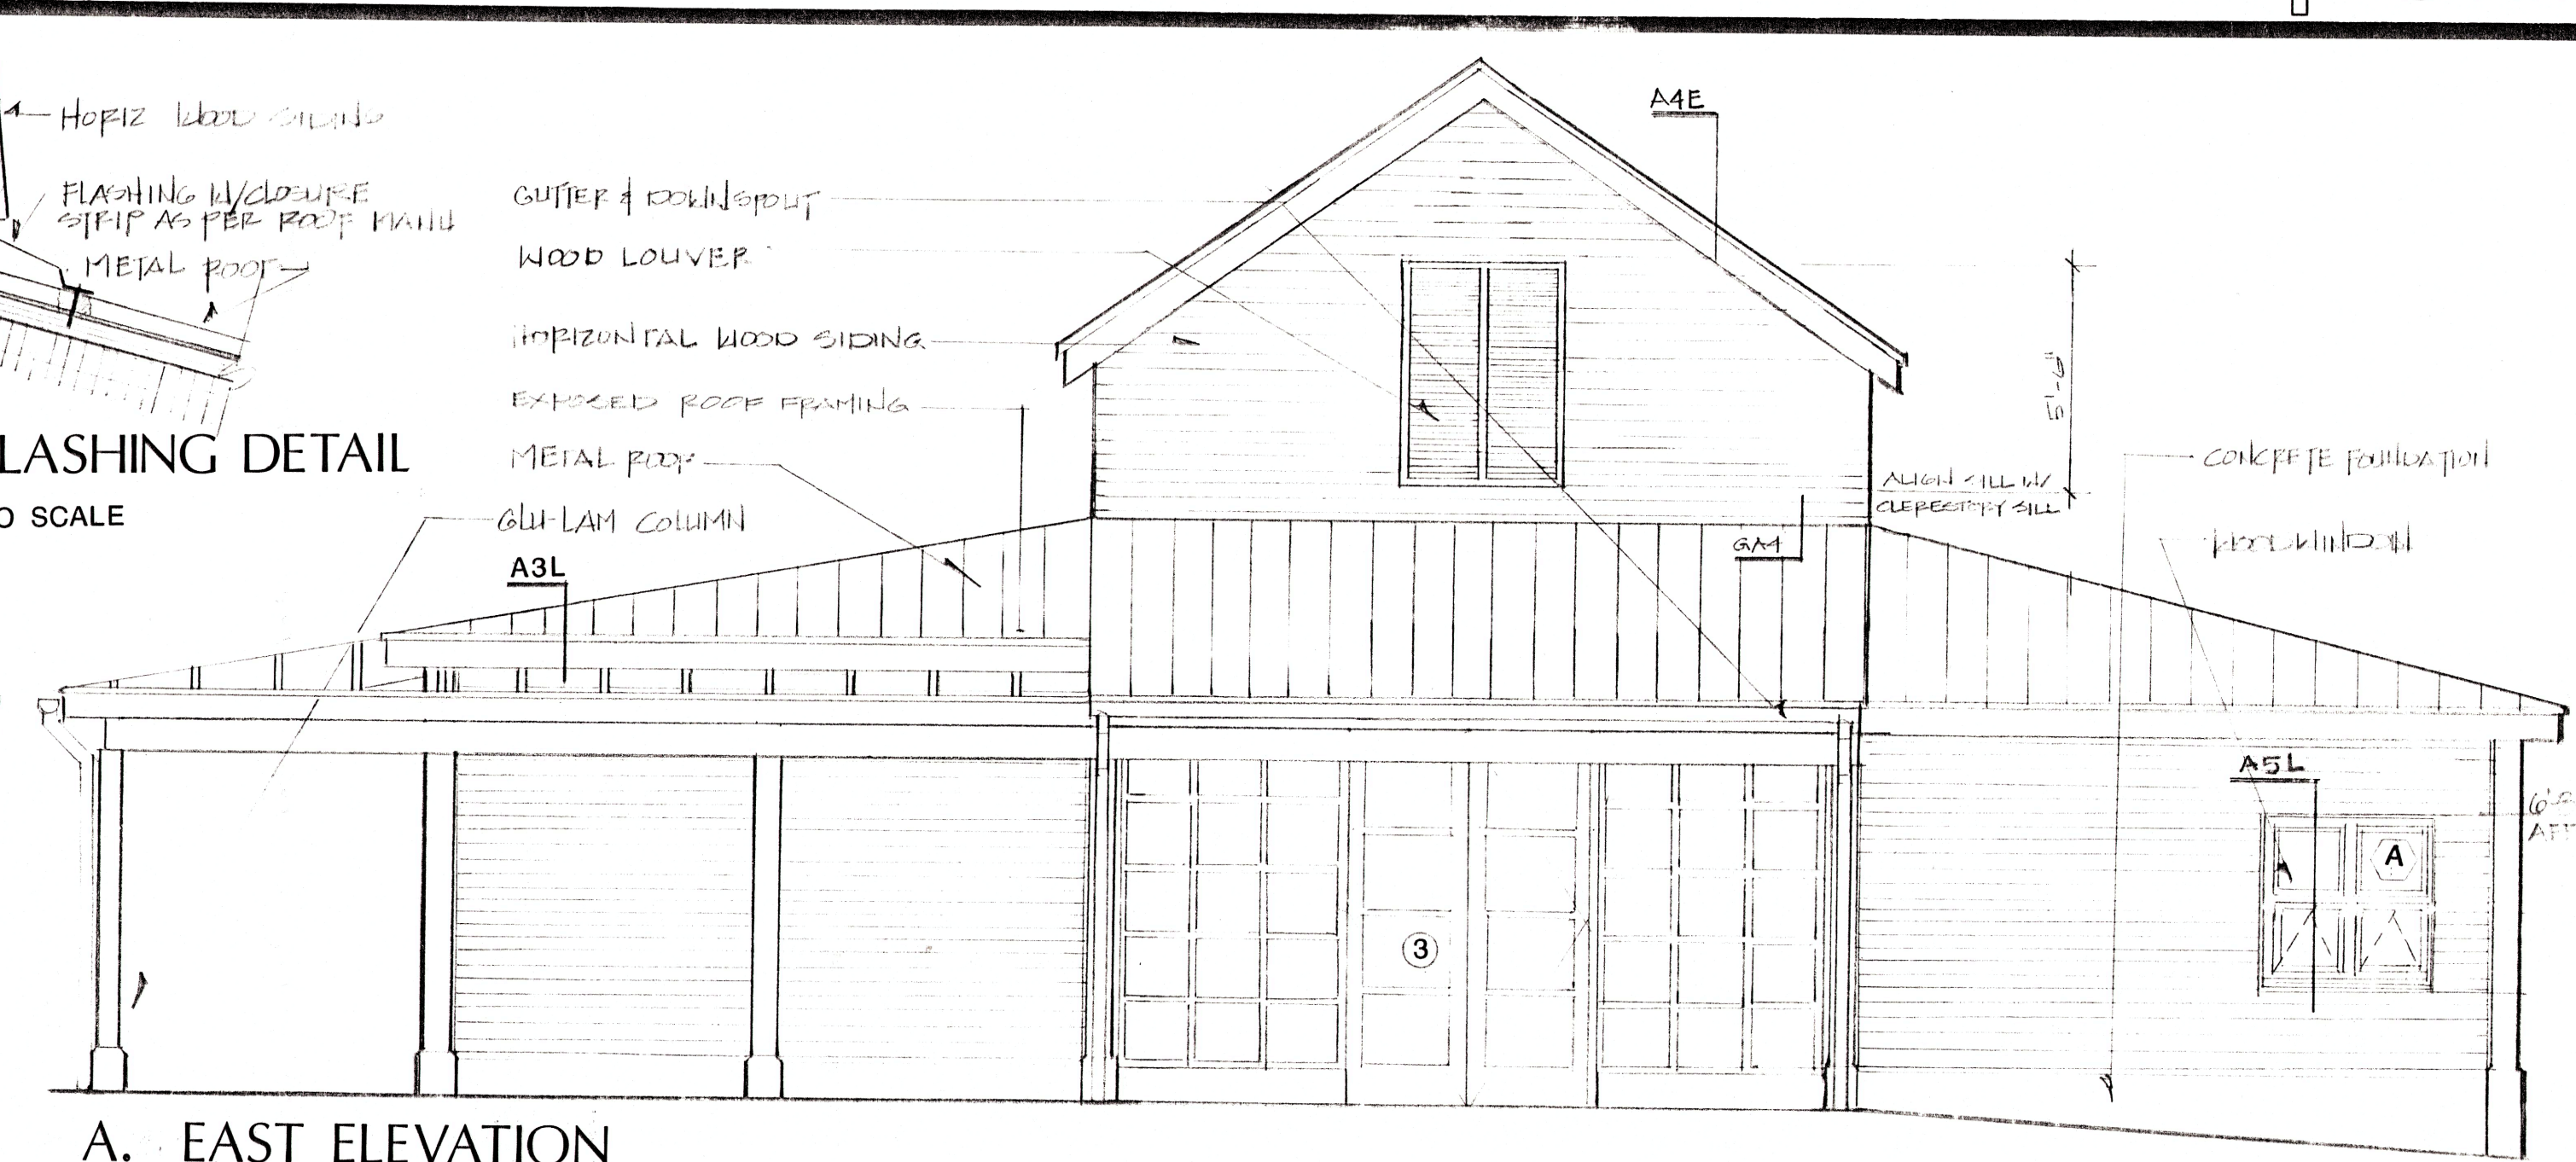 HORIZ WOOD SIDING
FLASHING W/CLOSURE
STRIP AS PER ROOF MANU
METAL ROOF
LASHING DETAIL
O SCALE
GUTTER & DOWNSPOUT
WOOD LOUVER
HORIZONTAL WOOD SIDING
EXPOSED ROOF FRAMING
METAL ROOF
GLU-LAM COLUMN
A3L
A4E
5'-6"
ALIGN SILL W/
CLERESTORY SILL
GA4
CONCRETE FOUNDATION
WOOD WINDOW
A5L
A
3
A. EAST ELEVATION